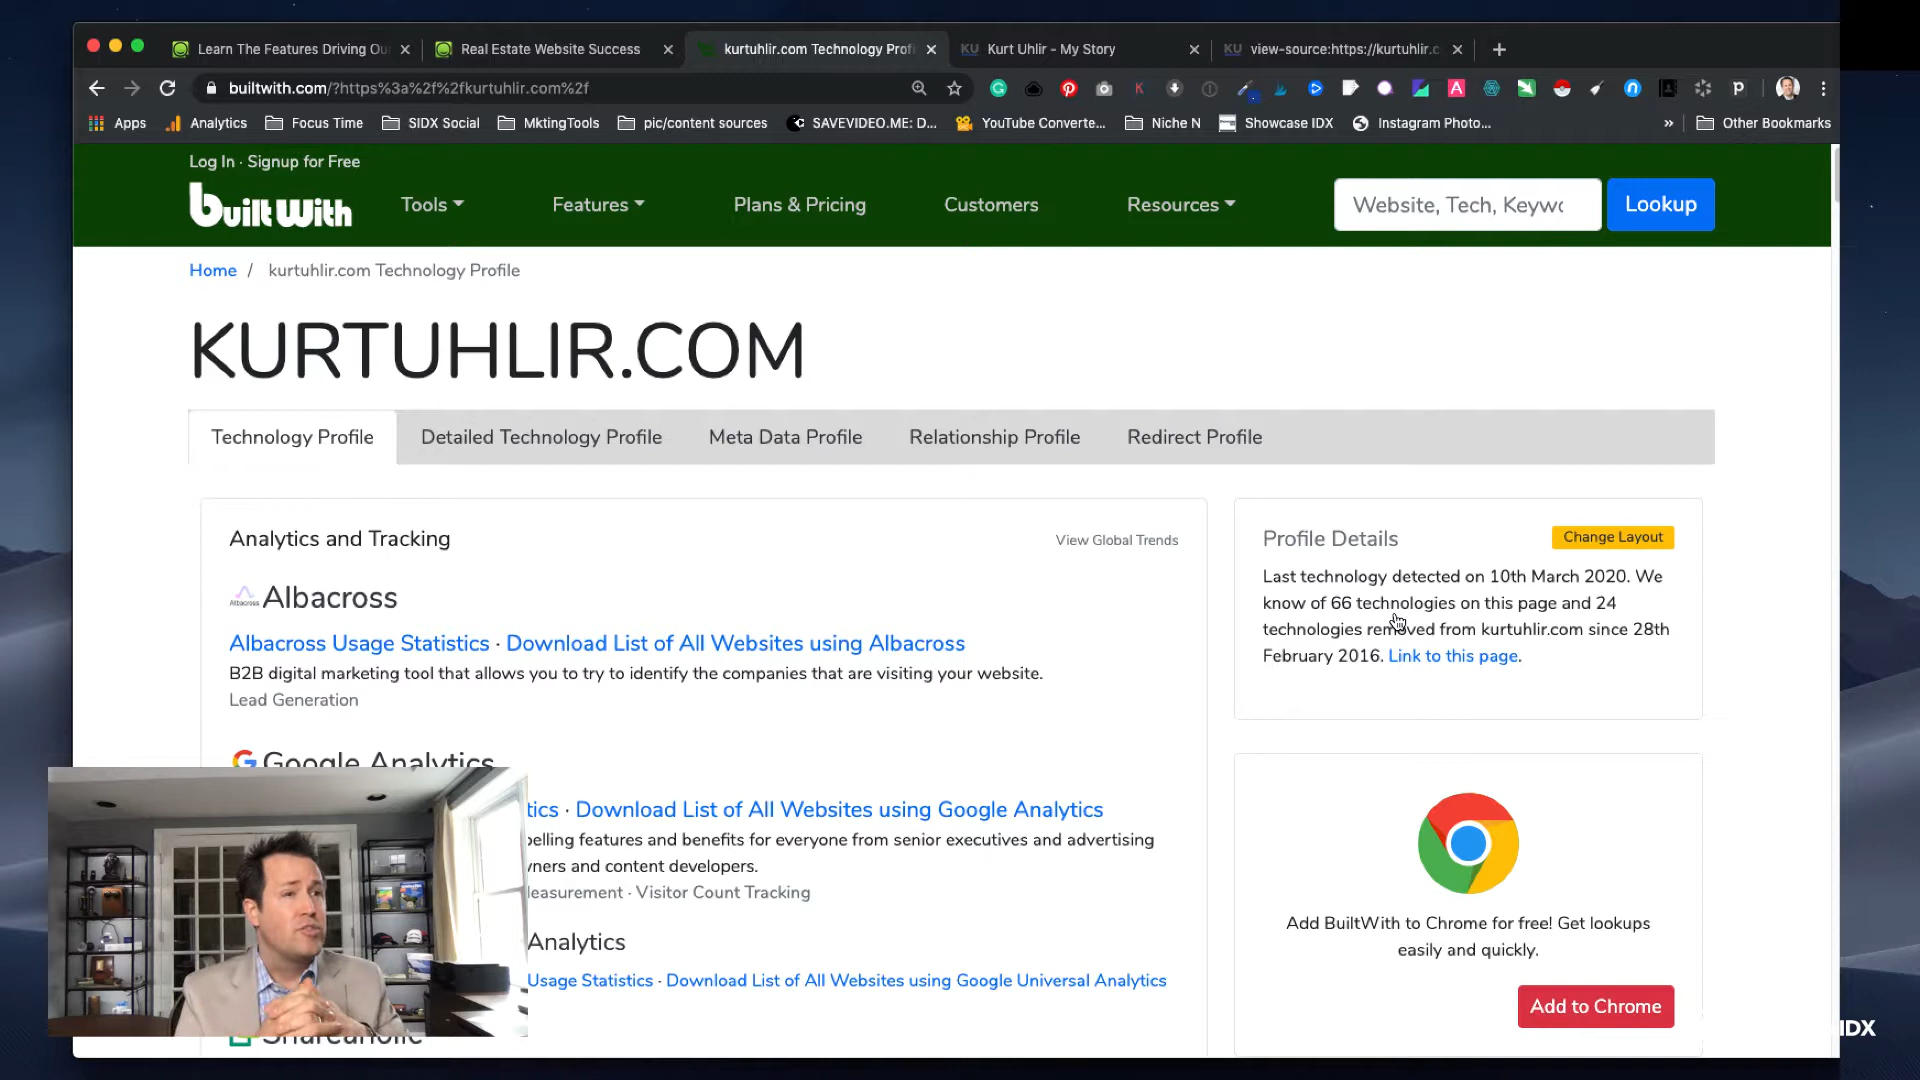 Learn The Features Driving Ou
Real Estate Website Success
kurtuhlir.com Technology Profi
Kurt Uhlir - My Story
view-source:https://kurtuhlir.c
builtwith.com/?https%3a%2f%2fkurtuhlir.com%2f
Apps
Analytics
Focus Time
SIDX Social
MktingTools
pic/content sources
SAVEVIDEO.ME: D...
YouTube Converte...
Niche N
Showcase IDX
Instagram Photo...
»
Other Bookmarks
Log In · Signup for Free
builtwith
Tools
Features
Plans & Pricing
Customers
Resources
Website, Tech, Keywo
Lookup
Home / kurtuhlir.com Technology Profile
KURTUHLIR.COM
Technology Profile
Detailed Technology Profile
Meta Data Profile
Relationship Profile
Redirect Profile
Analytics and Tracking
View Global Trends
Albacross
Albacross
Albacross Usage Statistics · Download List of All Websites using Albacross
B2B digital marketing tool that allows you to try to identify the companies that are visiting your website.
Lead Generation
Google Analytics
tics · Download List of All Websites using Google Analytics
pelling features and benefits for everyone from senior executives and advertising
wners and content developers.
Measurement · Visitor Count Tracking
Analytics
Usage Statistics · Download List of All Websites using Google Universal Analytics
Shareaholic
Profile Details
Change Layout
Last technology detected on 10th March 2020. We
know of 66 technologies on this page and 24
technologies removed from kurtuhlir.com since 28th
February 2016. Link to this page.
Add BuiltWith to Chrome for free! Get lookups
easily and quickly.
Add to Chrome
IDX